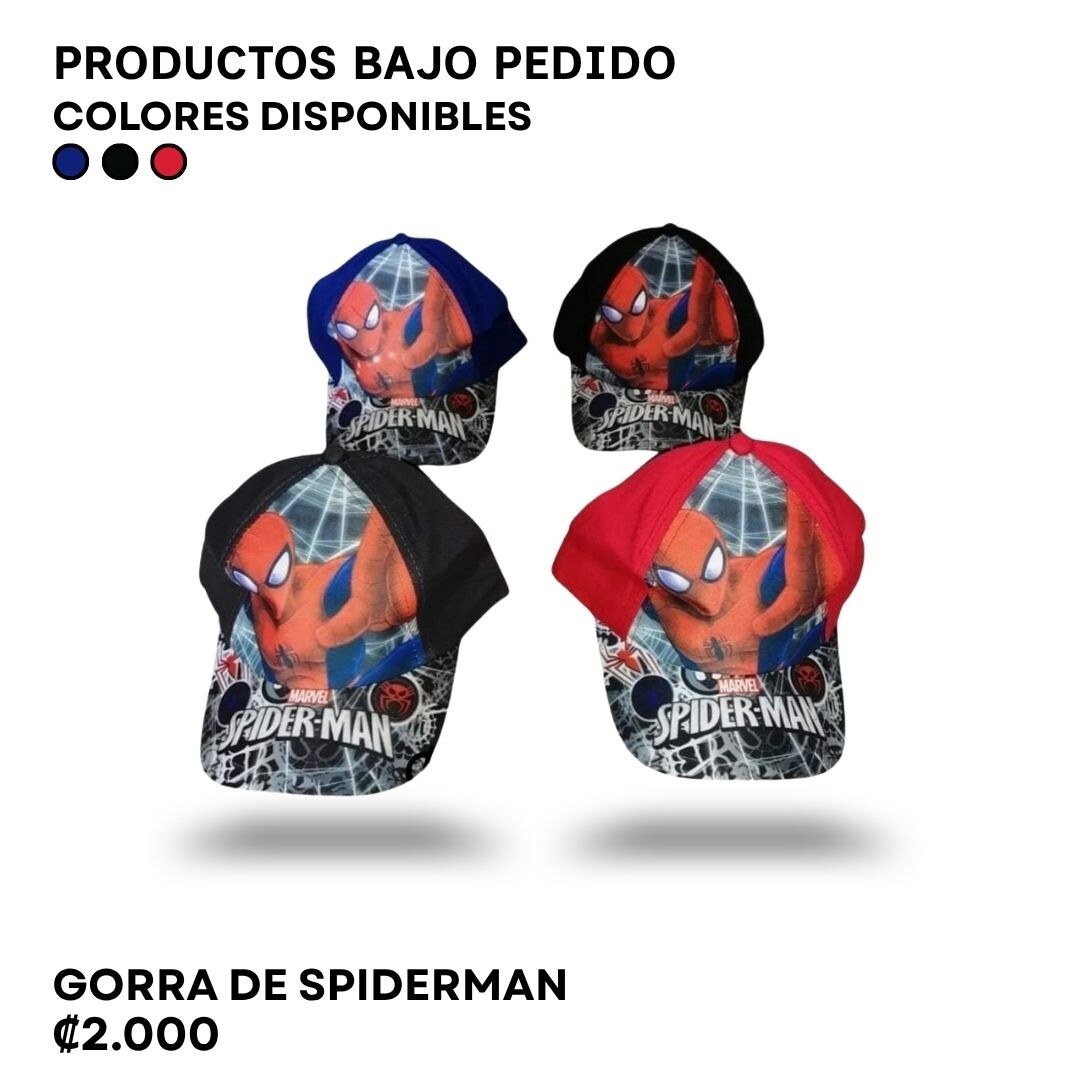 PRODUCTOS BAJO PEDIDO
COLORES DISPONIBLES
MARVEL
SPIDER-MAN
MARVEL
SPIDER-MAN
MARVEL
SPIDER-MAN
MARVEL
SPIDER-MAN
GORRA DE SPIDERMAN
₡2.000